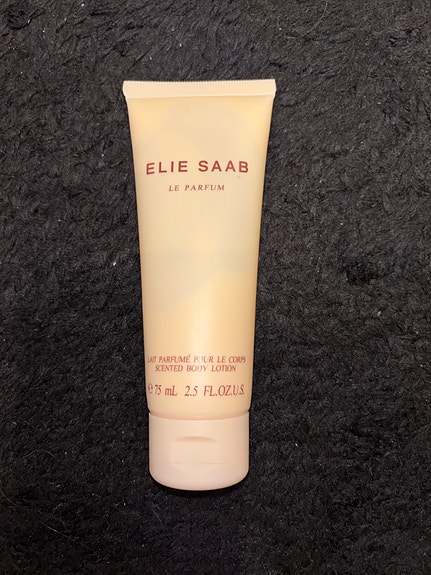 ELIE SAAB
LE PARFUM
LAIT PARFUMÉ POUR LE CORPS
SCENTED BODY LOTION
℮ 75 mL 2.5 FL.OZ.U.S.